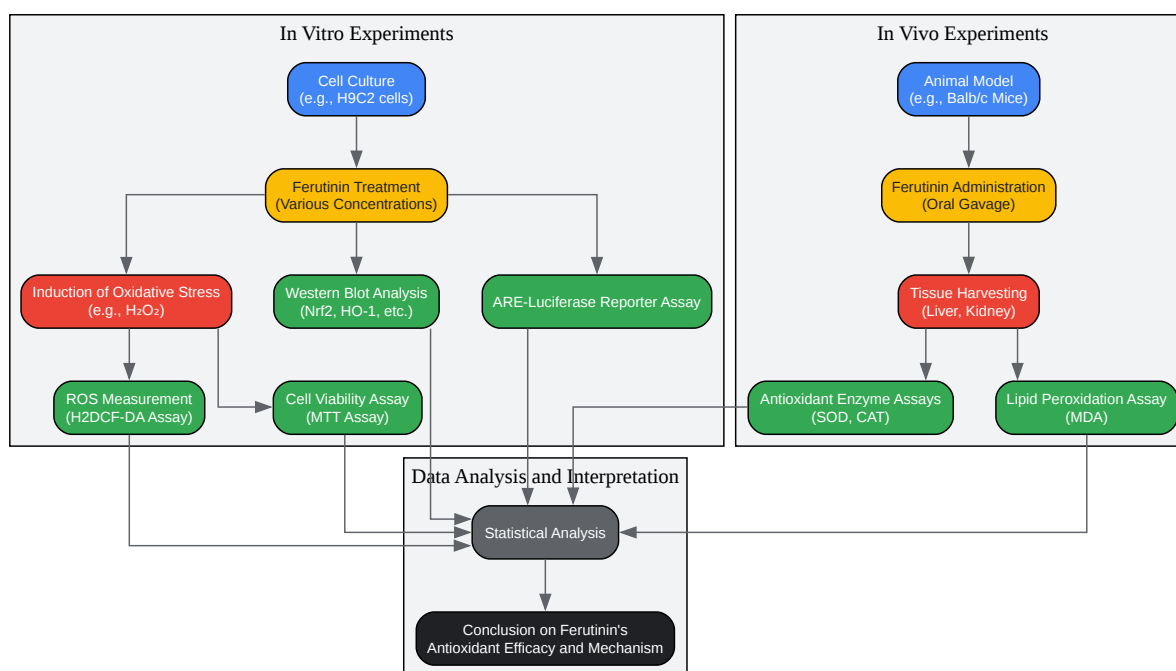 In Vitro Experiments
Cell Culture
(e.g., H9C2 cells)
Ferutinin Treatment
(Various Concentrations)
Induction of Oxidative Stress
(e.g., H₂O₂)
Western Blot Analysis
(Nrf2, HO-1, etc.)
ARE-Luciferase Reporter Assay
ROS Measurement
(H2DCF-DA Assay)
Cell Viability Assay
(MTT Assay)
In Vivo Experiments
Animal Model
(e.g., Balb/c Mice)
Ferutinin Administration
(Oral Gavage)
Tissue Harvesting
(Liver, Kidney)
Antioxidant Enzyme Assays
(SOD, CAT)
Lipid Peroxidation Assay
(MDA)
Data Analysis and Interpretation
Statistical Analysis
Conclusion on Ferutinin's
Antioxidant Efficacy and Mechanism